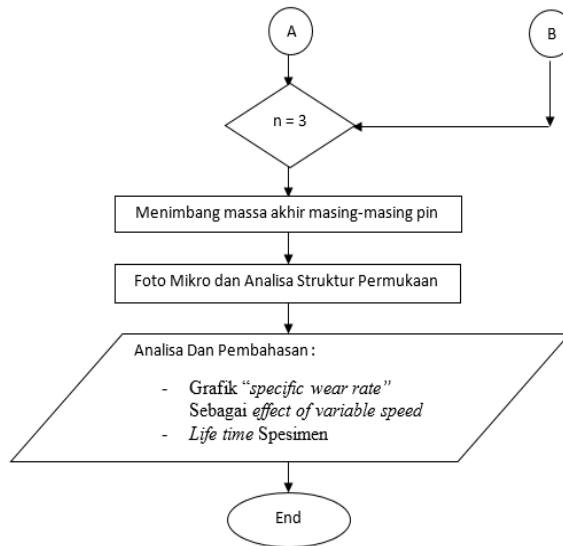 A
B
n = 3
Menimbang massa akhir masing-masing pin
Foto Mikro dan Analisa Struktur Permukaan
Analisa Dan Pembahasan :
- Grafik “specific wear rate”
Sebagai effect of variable speed
- Life time Spesimen
End